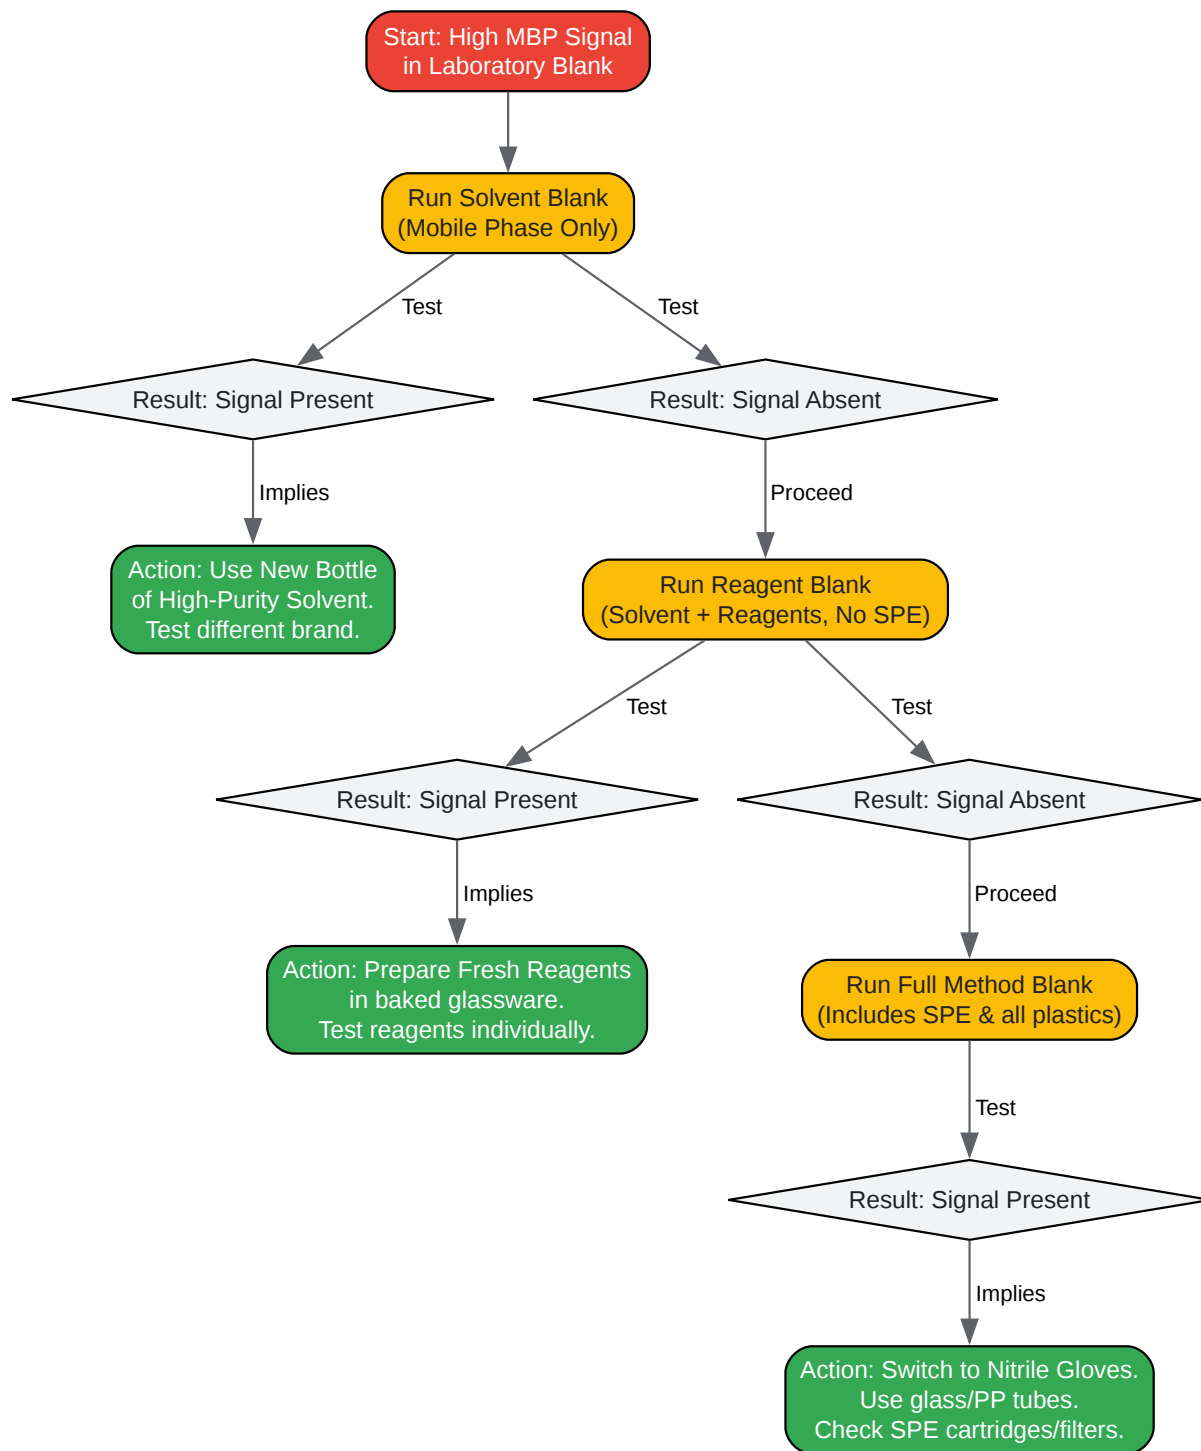 Start: High MBP Signal
in Laboratory Blank
Run Solvent Blank
(Mobile Phase Only)
Test
Test
Result: Signal Present
Result: Signal Absent
Implies
Proceed
Action: Use New Bottle
of High-Purity Solvent.
Test different brand.
Run Reagent Blank
(Solvent + Reagents, No SPE)
Test
Test
Result: Signal Present
Result: Signal Absent
Implies
Proceed
Action: Prepare Fresh Reagents
in baked glassware.
Test reagents individually.
Run Full Method Blank
(Includes SPE & all plastics)
Test
Result: Signal Present
Implies
Action: Switch to Nitrile Gloves.
Use glass/PP tubes.
Check SPE cartridges/filters.